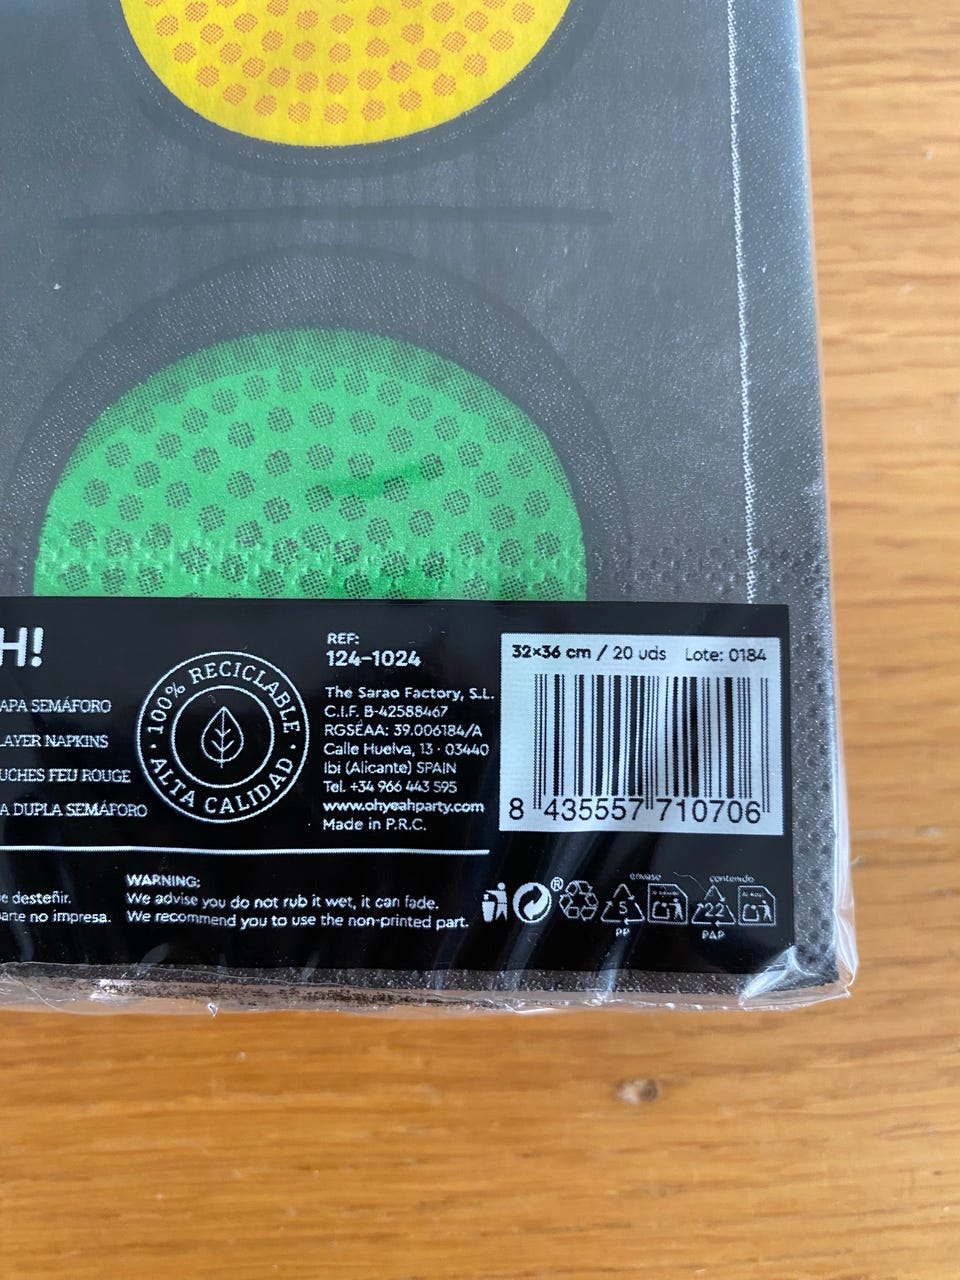 H!
APA SEMÁFORO
LAYER NAPKINS
UCHES FEU ROUGE
A DUPLA SEMÁFORO
100% RECICLABLE
ALTA CALIDAD
REF:
124-1024
The Sarao Factory, S.L.
C.I.F. B-42588467
RGSEAA: 39.006184/A
Calle Huelva, 13 · 03440
Ibi (Alicante) SPAIN
Tel. +34 966 443 595
www.ohyeahparty.com
Made in P.R.C.
32×36 cm / 20 uds Lote: 0184
8 435557 710706
e desteñir.
arte no impresa.
WARNING:
We advise you do not rub it wet, it can fade.
We recommend you to use the non-printed part.
®
envase
5
PP
contenido
22
PAP